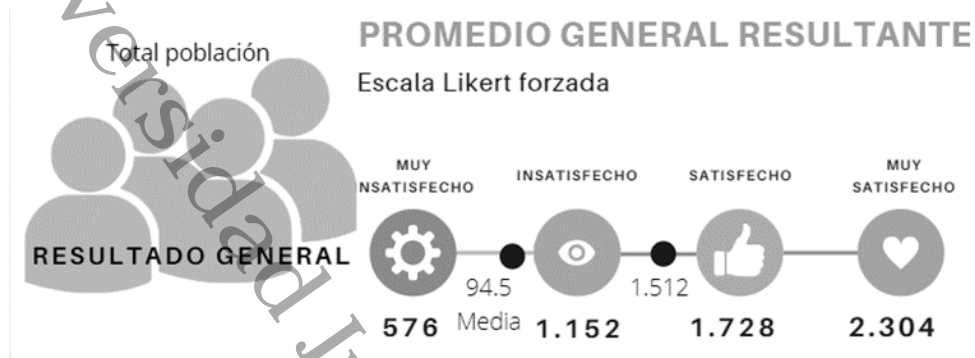 PROMEDIO GENERAL RESULTANTE
Total población
Escala Likert forzada
MUY
NSATISFECHO
INSATISFECHO
SATISFECHO
MUY
SATISFECHO
RESULTADO GENERAL
94.5
1.512
576
Media
1.152
1.728
2.304
versidad J